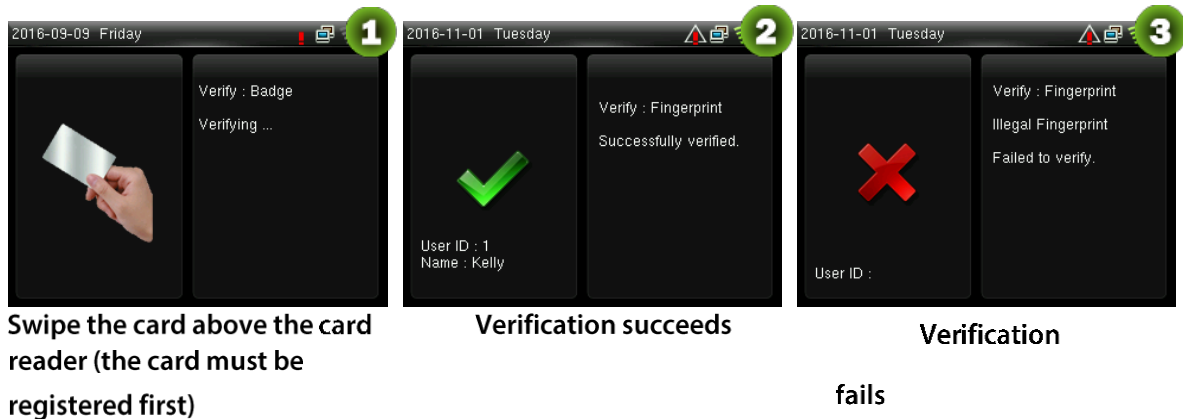 2016-09-09 Friday
1
Verify : Badge
Verifying ...
Swipe the card above the card
reader (the card must be
registered first)
2016-11-01 Tuesday
2
Verify : Fingerprint
Successfully verified.
User ID : 1
Name : Kelly
Verification succeeds
2016-11-01 Tuesday
3
Verify : Fingerprint
Illegal Fingerprint
Failed to verify.
User ID :
Verification
fails